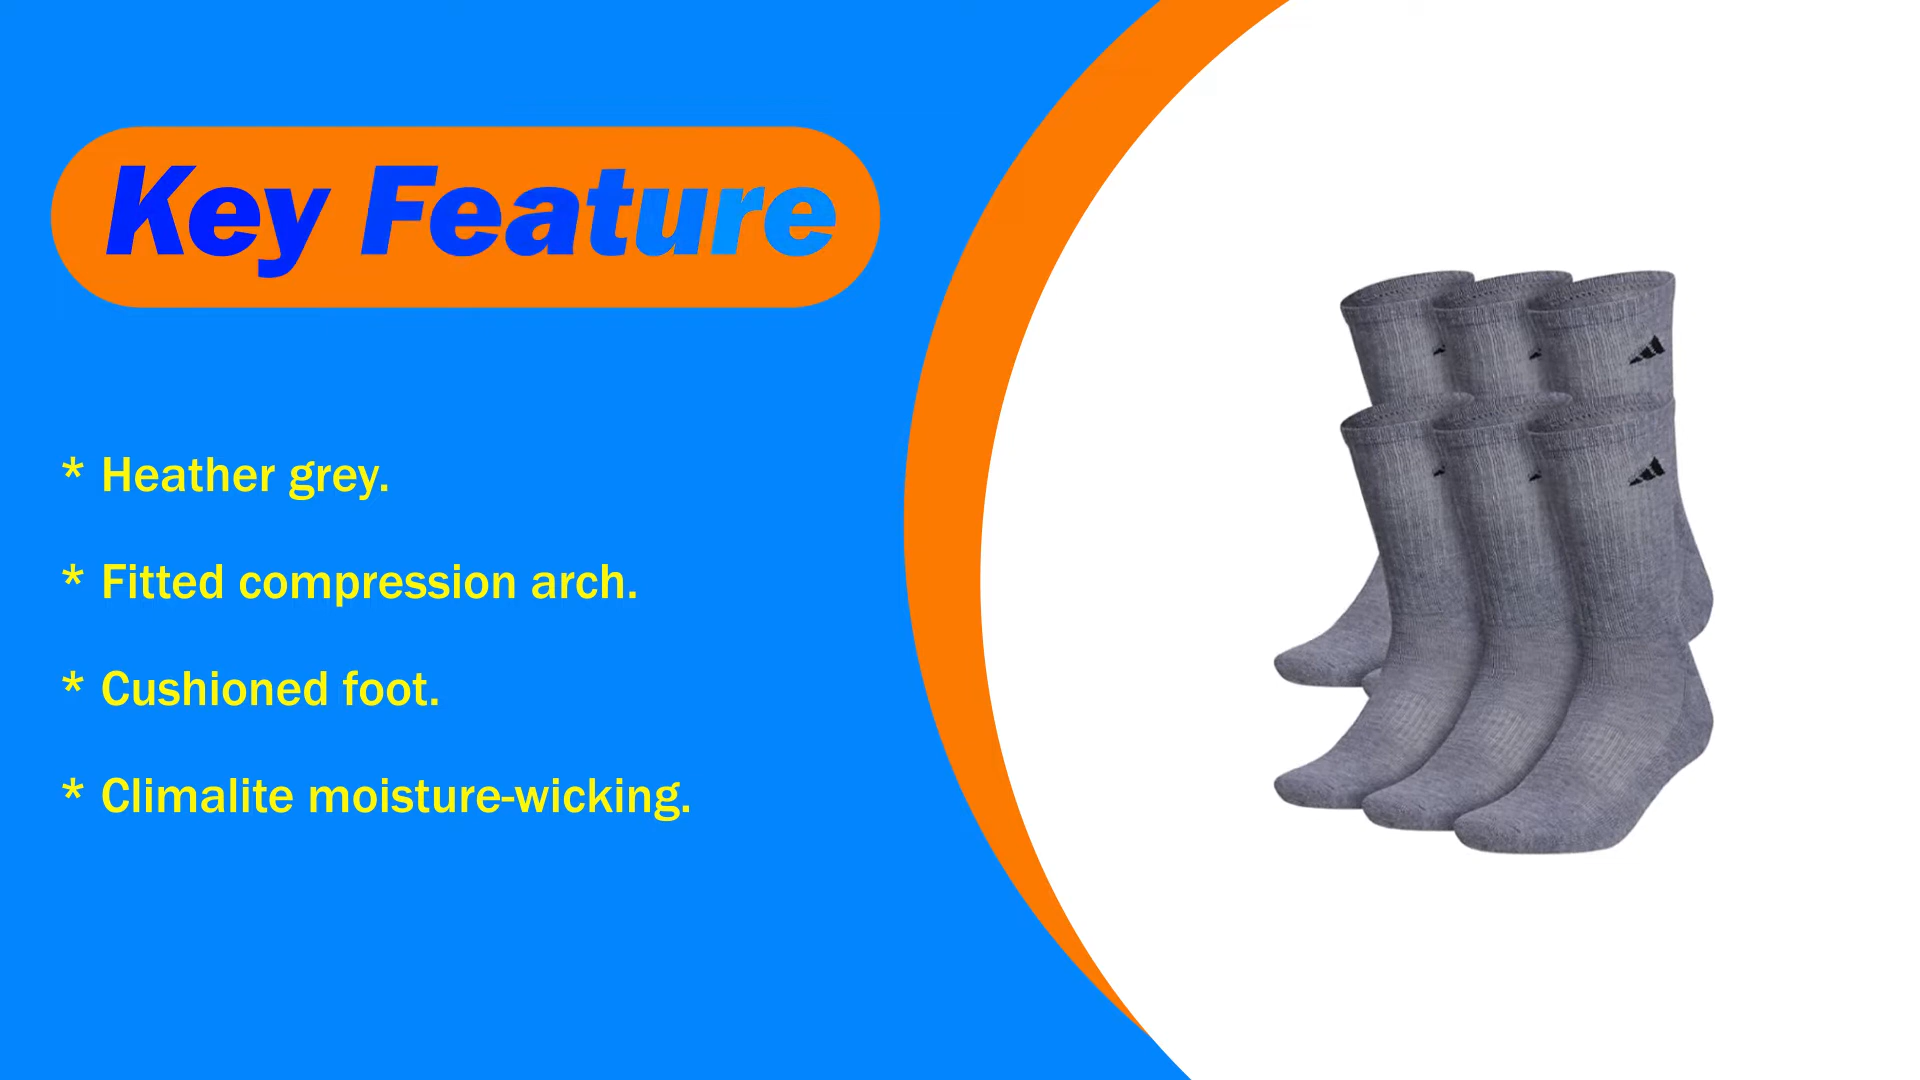 Key Feature
* Heather grey.
* Fitted compression arch.
* Cushioned foot.
* Climalite moisture-wicking.